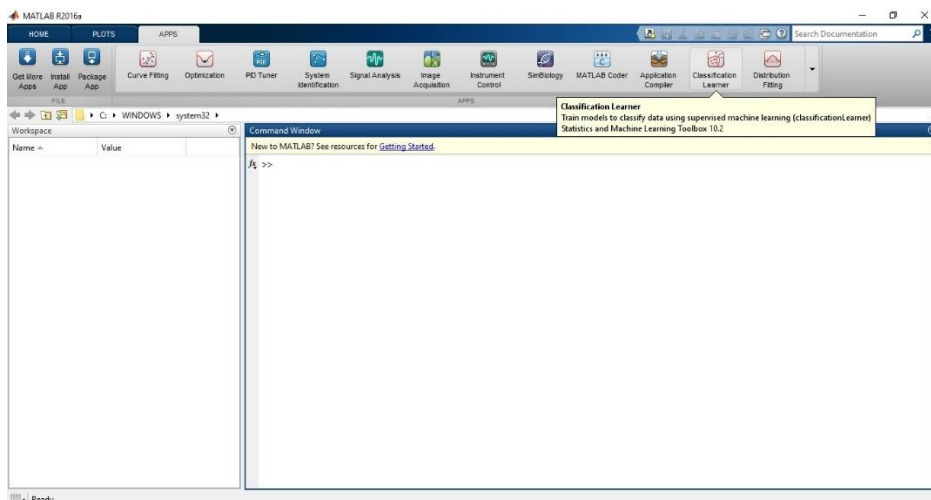 MATLAB R2016a
HOME PLOTS APPS
Search Documentation
Get More Apps
Install App
Package App
Curve Fitting
Optimization
PID Tuner
System Identification
Signal Analysis
Image Acquisition
Instrument Control
SimBiology
MATLAB Coder
Application Compiler
Classification Learner
Distribution Fitting
FILE
APPS
Classification Learner
Train models to classify data using supervised machine learning (classificationLearner)
Statistics and Machine Learning Toolbox 10.2
C: WINDOWS system32
Workspace
Name Value
Command Window
New to MATLAB? See resources for Getting Started.
fx >>
Ready